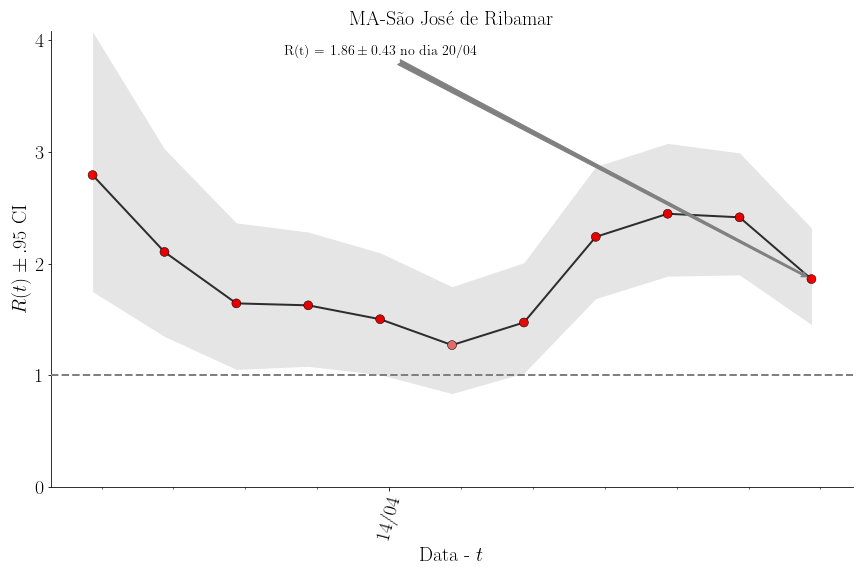 MA-São José de Ribamar
R(t) = 1.86 ± 0.43 no dia 20/04
R(t) ± .95 CI
4
3
2
1
0
14/04
Data - t